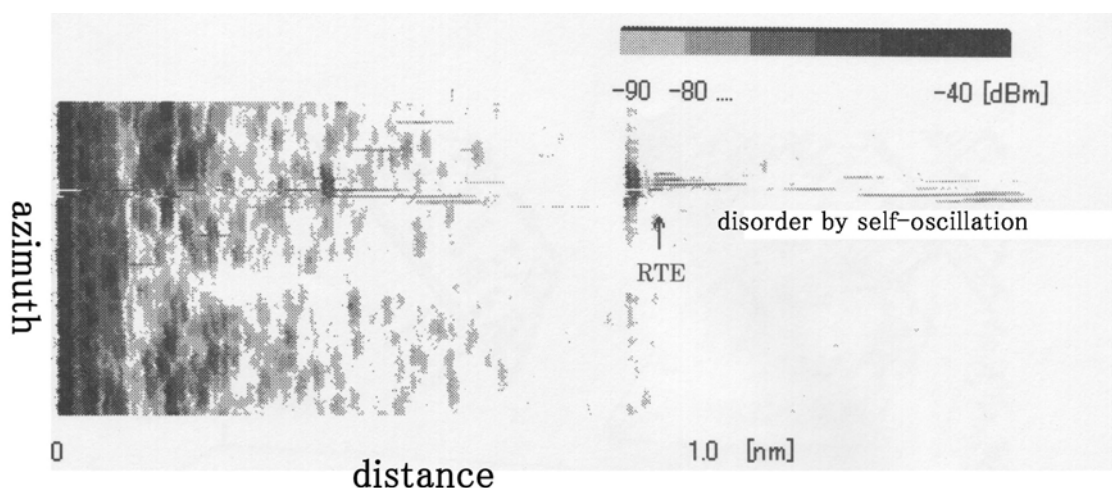 -90 -80 .... -40 [dBm]
azimuth
disorder by self-oscillation
RTE
0 1.0 [nm]
distance